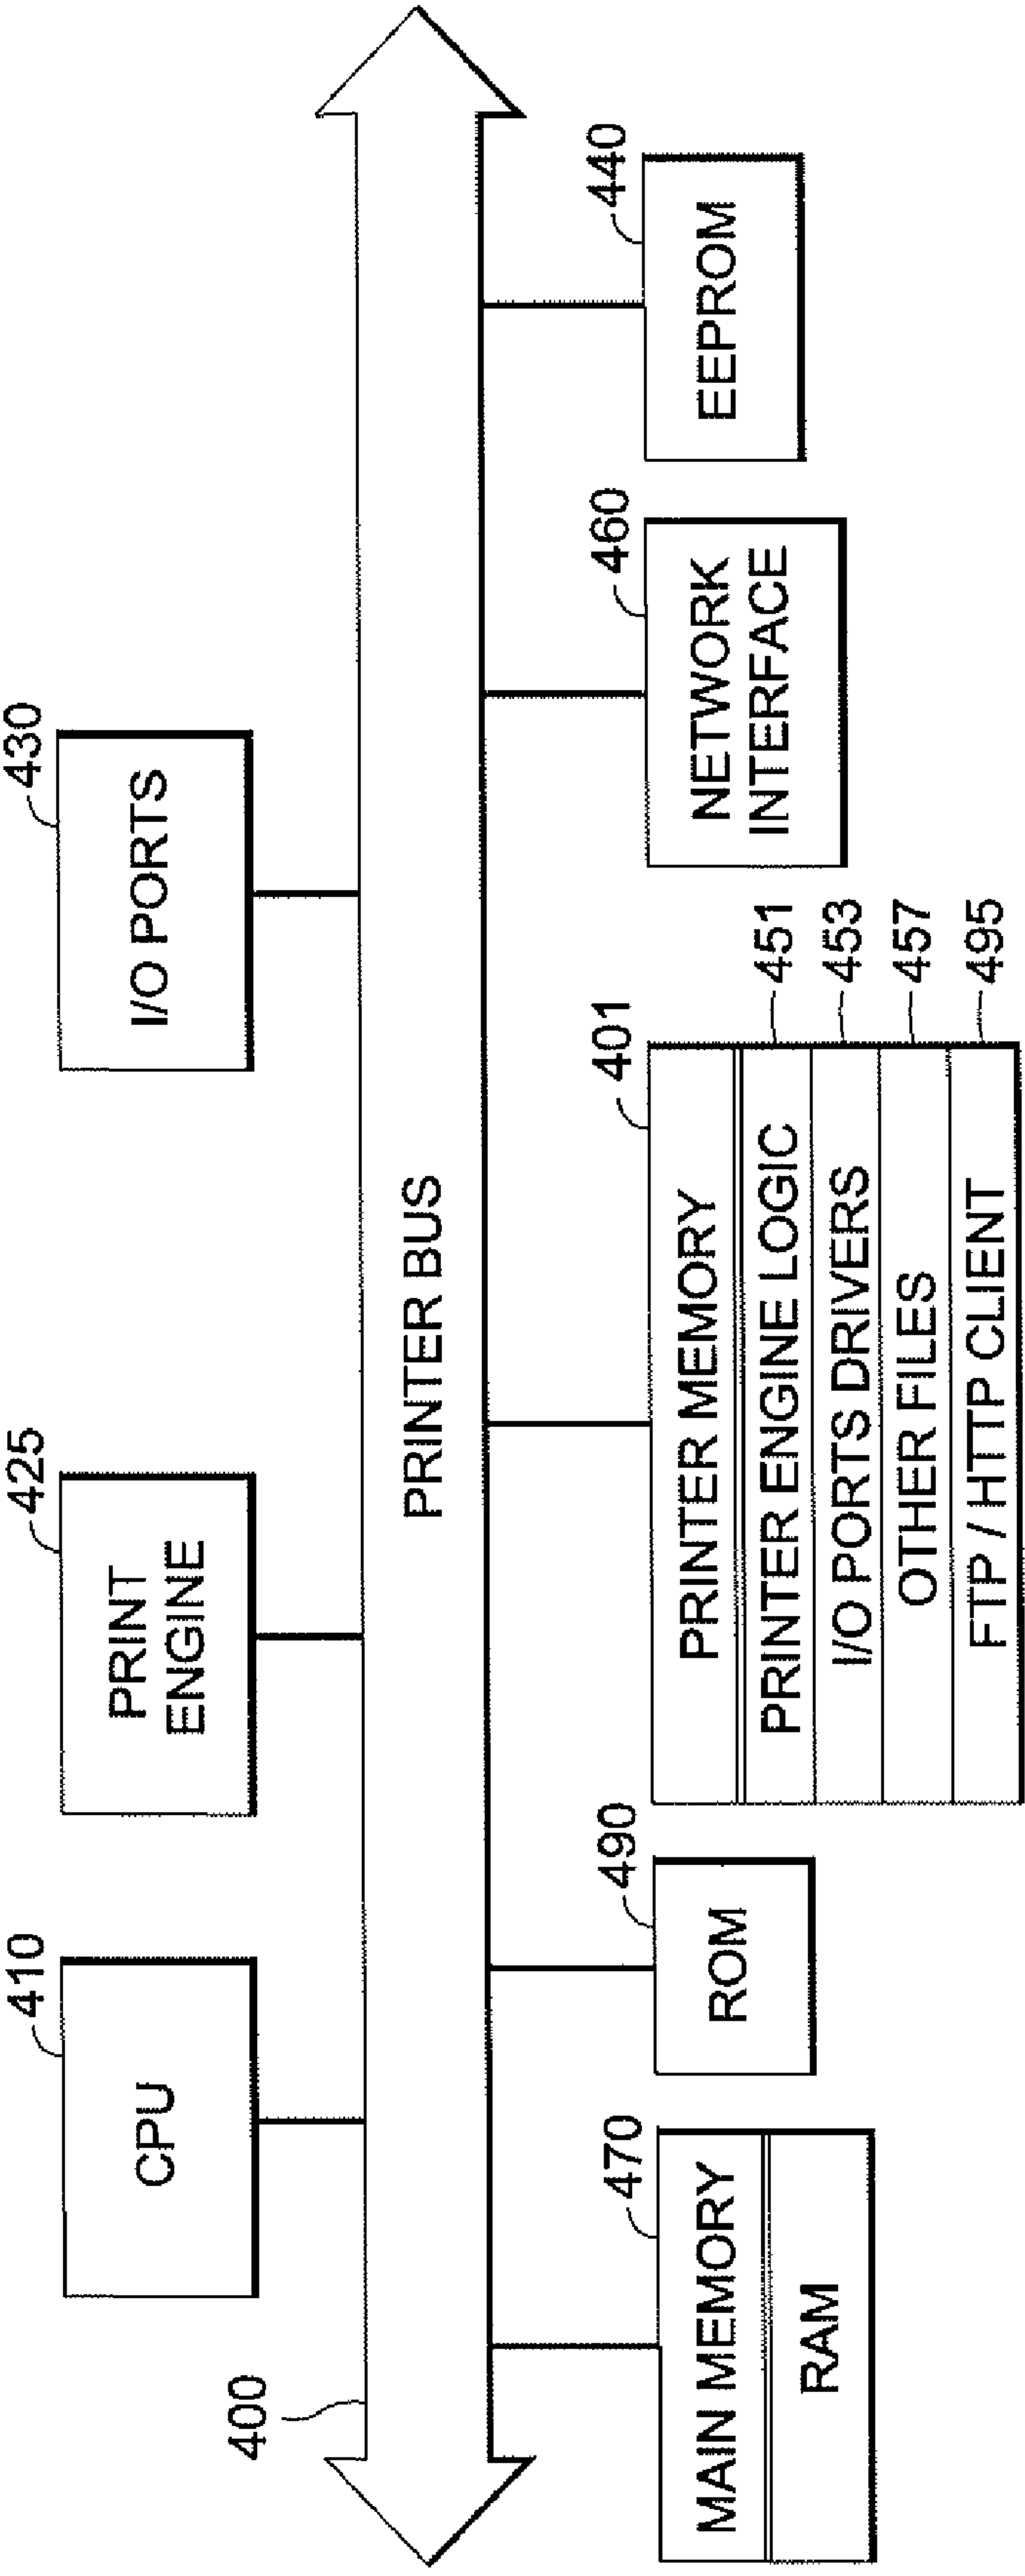 410
CPU
425
PRINT
ENGINE
430
I/O PORTS
400
PRINTER BUS
470
MAIN MEMORY
RAM
490
ROM
401
PRINTER MEMORY
PRINTER ENGINE LOGIC
451
I/O PORTS DRIVERS
453
OTHER FILES
457
FTP / HTTP CLIENT
495
460
NETWORK
INTERFACE
440
EEPROM